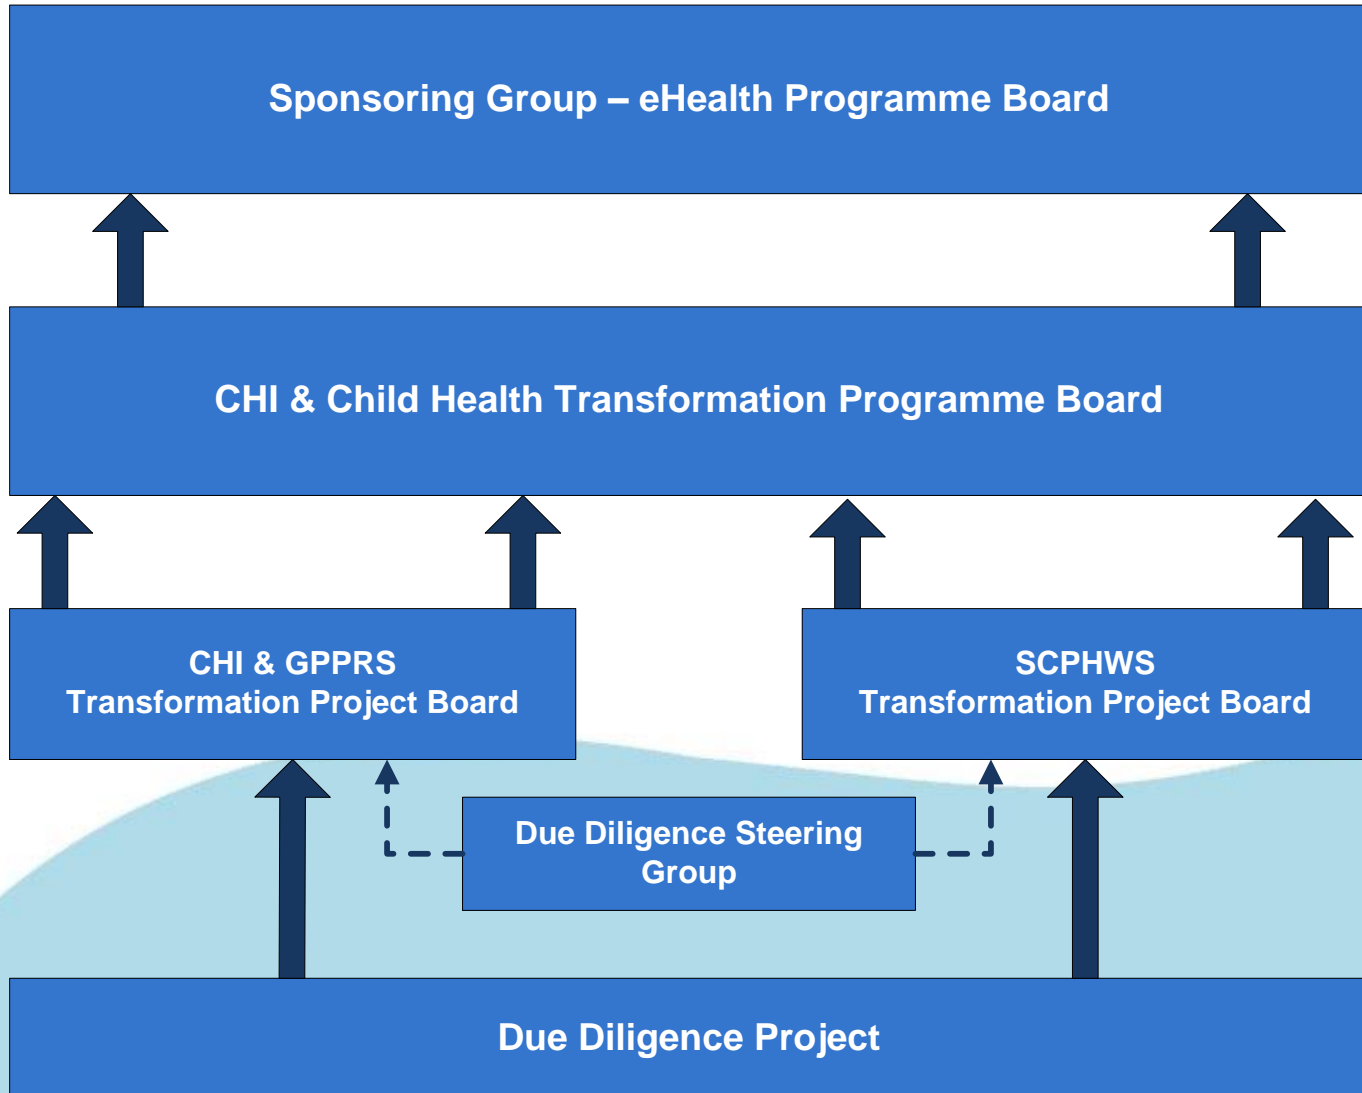 Sponsoring Group – eHealth Programme Board
CHI & Child Health Transformation Programme Board
CHI & GPPRS
Transformation Project Board
SCPHWS
Transformation Project Board
Due Diligence Steering
Group
Due Diligence Project